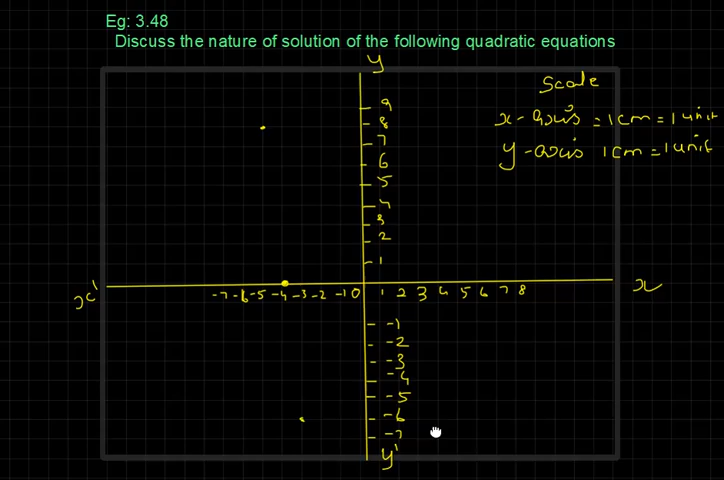 Eg: 3.48
Discuss the nature of solution of the following quadratic equations
y
Scale
x-axis = 1cm = 1 unit
y-axis 1cm = 1 unit
9
8
7
6
5
4
3
2
1
x' -7 -6 -5 -4 -3 -2 -1 0 1 2 3 4 5 6 7 8 x
-1
-2
-3
-4
-5
-6
-7
y'